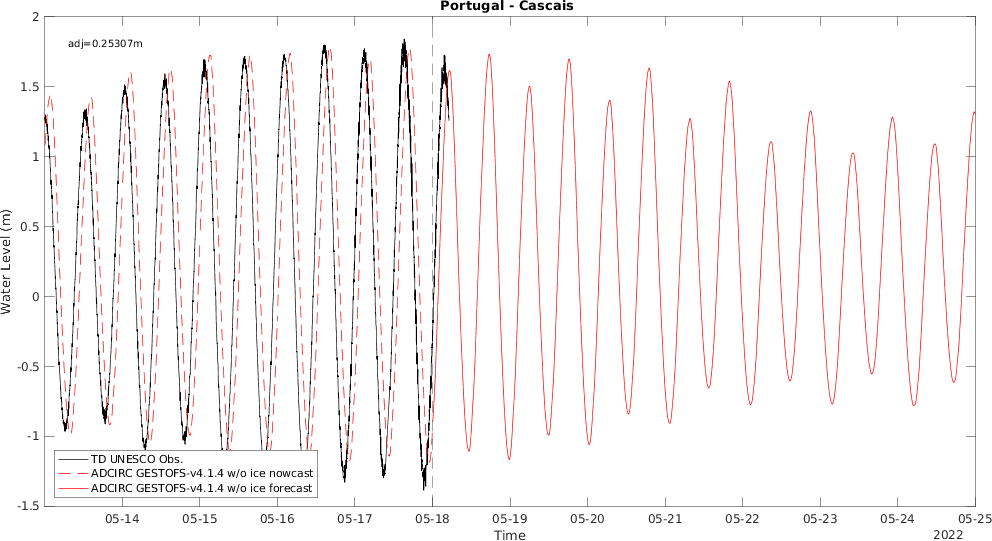 Portugal - Cascais
adj=0.25307m
Water Level (m)
2
1.5
1
0.5
0
-0.5
-1
-1.5
TD UNESCO Obs.
ADCIRC GESTOFS-v4.1.4 w/o ice nowcast
ADCIRC GESTOFS-v4.1.4 w/o ice forecast
05-14 05-15 05-16 05-17 05-18 05-19 05-20 05-21 05-22 05-23 05-24 05-25
Time
2022